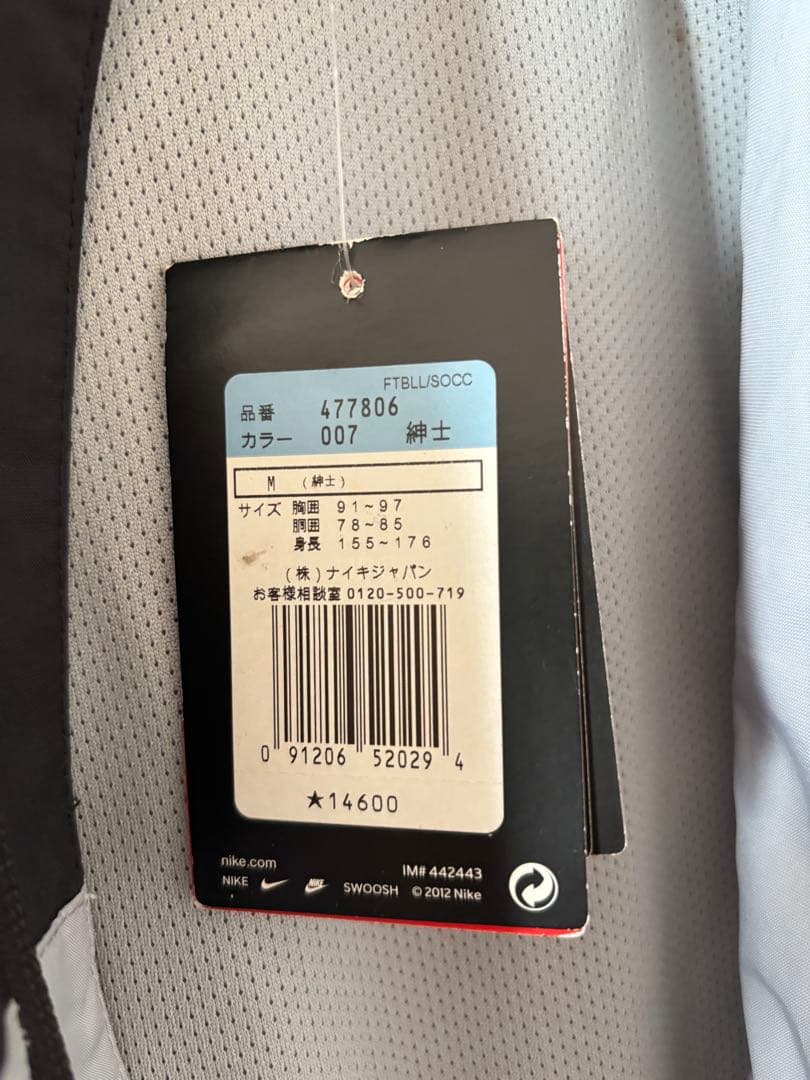 FTBLL/SOCC
品番 477806
カラー 007 紳士
M （紳士）
サイズ 胸囲 91~97
胴囲 78~85
身長 155~176
（株）ナイキジャパン
お客様相談室 0120-500-719
0 91206 52029 4
★14600
nike.com IM# 442443
NIKE NIKE SWOOSH © 2012 Nike